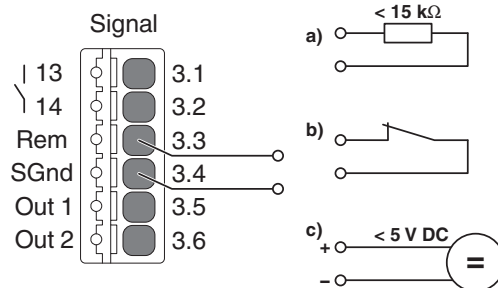 Signal
13 3.1
14 3.2
Rem 3.3
SGnd 3.4
Out 1 3.5
Out 2 3.6
a) < 15 kΩ
b)
c) < 5 V DC
+
=
–